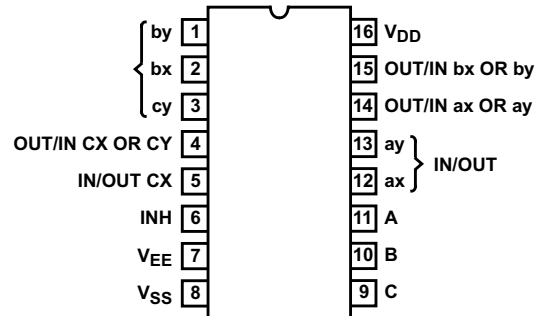 by 1
bx 2
cy 3
OUT/IN CX OR CY 4
IN/OUT CX 5
INH 6
VEE 7
VSS 8
16 VDD
15 OUT/IN bx OR by
14 OUT/IN ax OR ay
13 ay
12 ax
IN/OUT
11 A
10 B
9 C